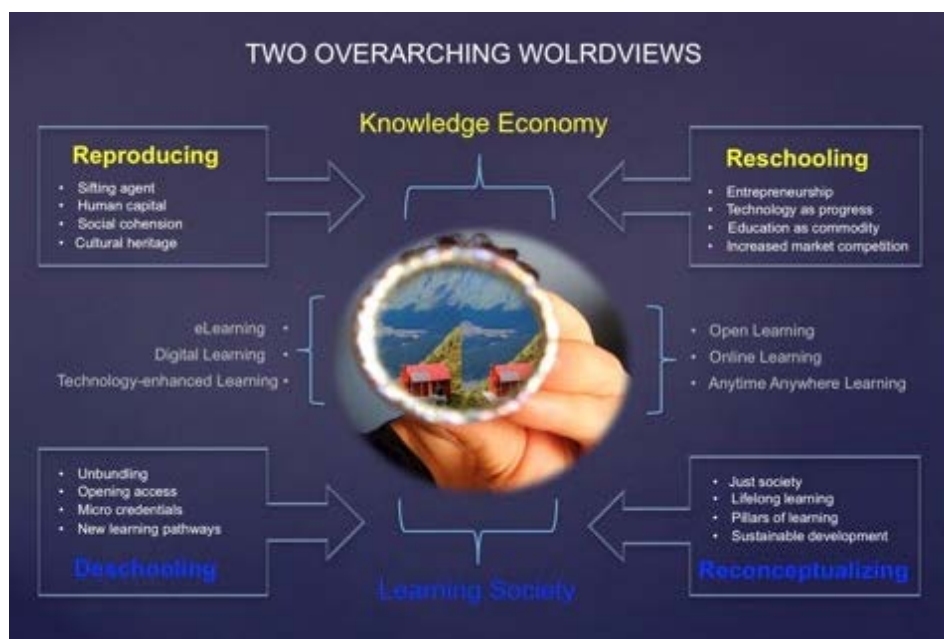 TWO OVERARCHING WOLRDVIEWS
Knowledge Economy
Reproducing
• Sifting agent
• Human capital
• Social cohension
• Cultural heritage
Reschooling
• Entrepreneurship
• Technology as progress
• Education as commodity
• Increased market competition
eLearning •
Digital Learning •
Technology-enhanced Learning •
• Open Learning
• Online Learning
• Anytime Anywhere Learning
• Unbundling
• Opening access
• Micro credentials
• New learning pathways
Deschooling
• Just society
• Lifelong learning
• Pillars of learning
• Sustainable development
Reconceptualizing
Learning Society